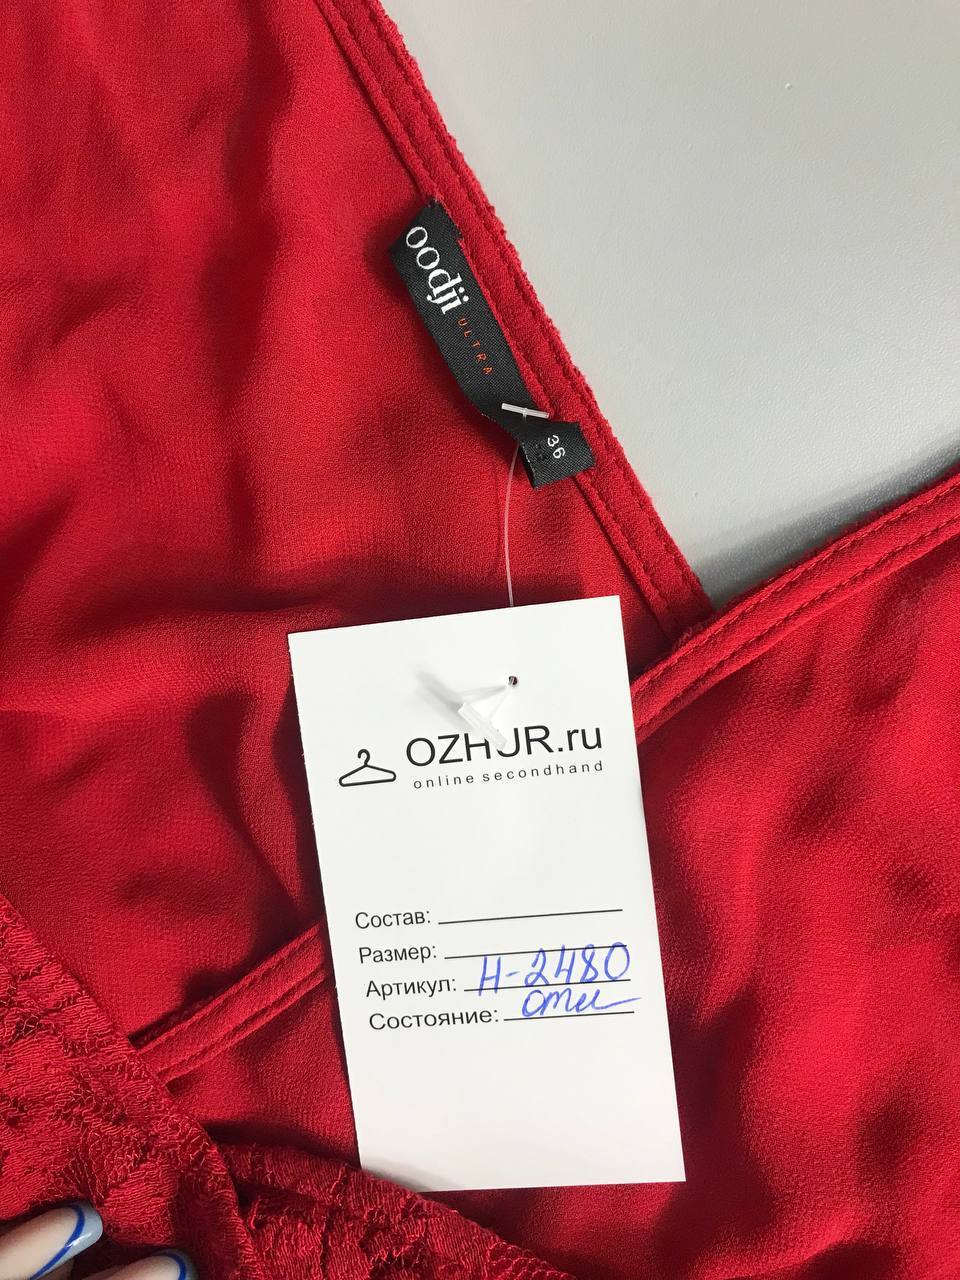 oodji
ULTRA
36
OZHUR.ru
online secondhand
Состав:
Размер:
Артикул: Н-2480
Состояние: отл